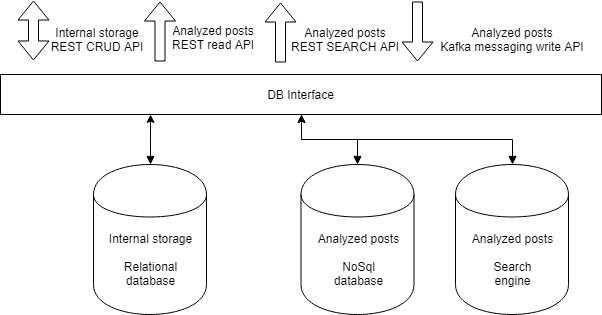 Internal storage
REST CRUD API
Analyzed posts
REST read API
Analyzed posts
REST SEARCH API
Analyzed posts
Kafka messaging write API
DB Interface
Internal storage
Relational
database
Analyzed posts
NoSql
database
Analyzed posts
Search
engine